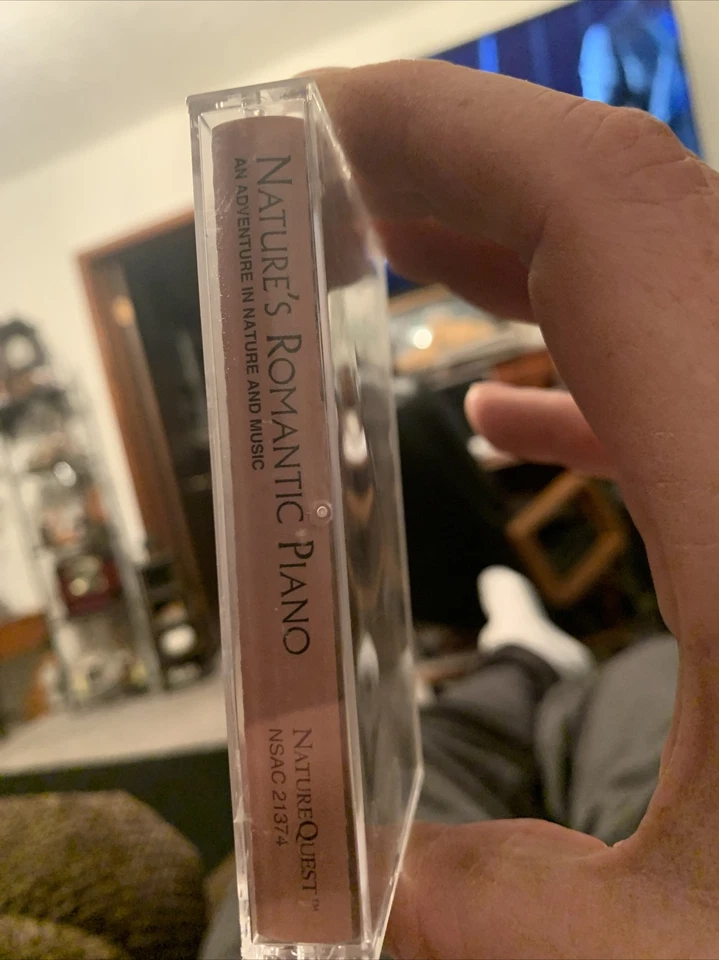 NATURE'S ROMANTIC PIANO
AN ADVENTURE IN NATURE AND MUSIC
NATUREQUEST™
NSAC 21374